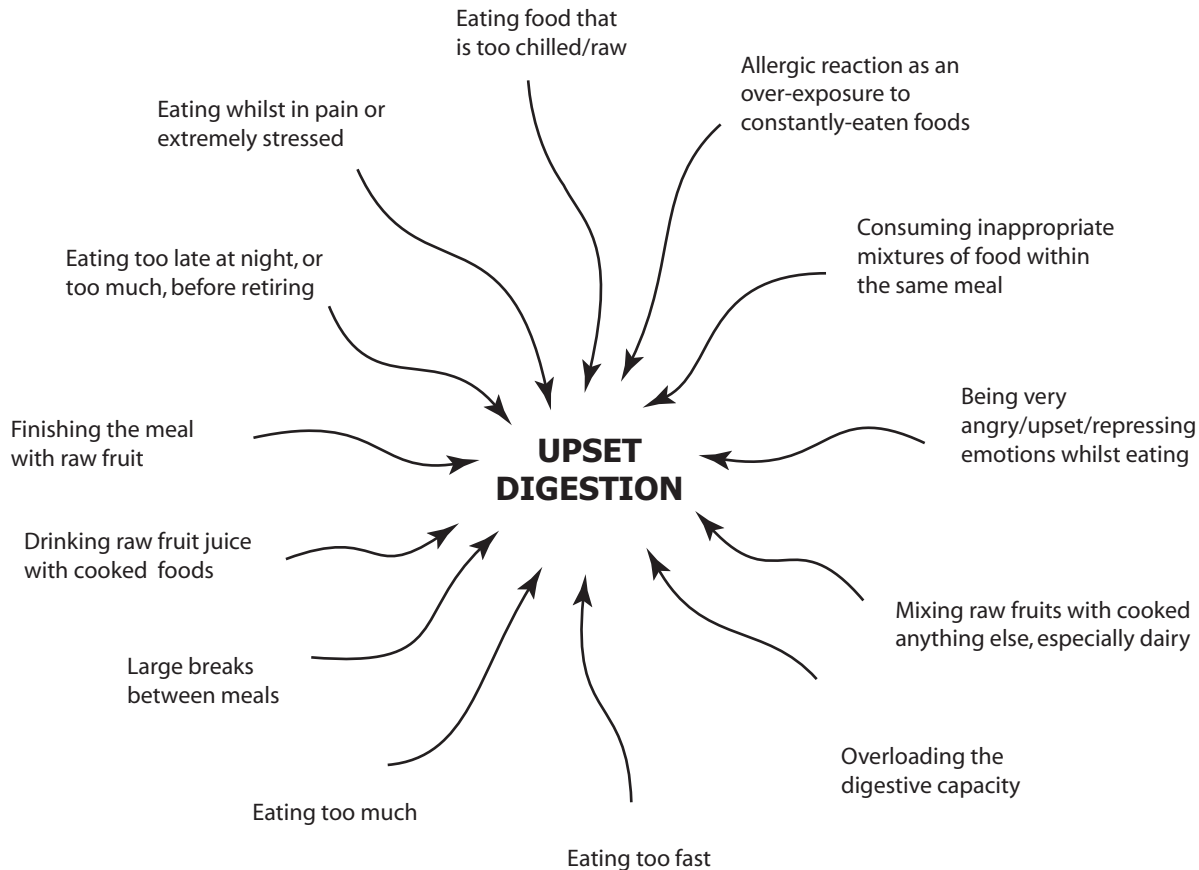 Eating food that
is too chilled/raw
Allergic reaction as an
over-exposure to
constantly-eaten foods
Eating whilst in pain or
extremely stressed
Consuming inappropriate
mixtures of food within
the same meal
Eating too late at night, or
too much, before retiring
Being very
angry/upset/repressing
emotions whilst eating
Finishing the meal
with raw fruit
UPSET
DIGESTION
Drinking raw fruit juice
with cooked foods
Mixing raw fruits with cooked
anything else, especially dairy
Large breaks
between meals
Overloading the
digestive capacity
Eating too much
Eating too fast